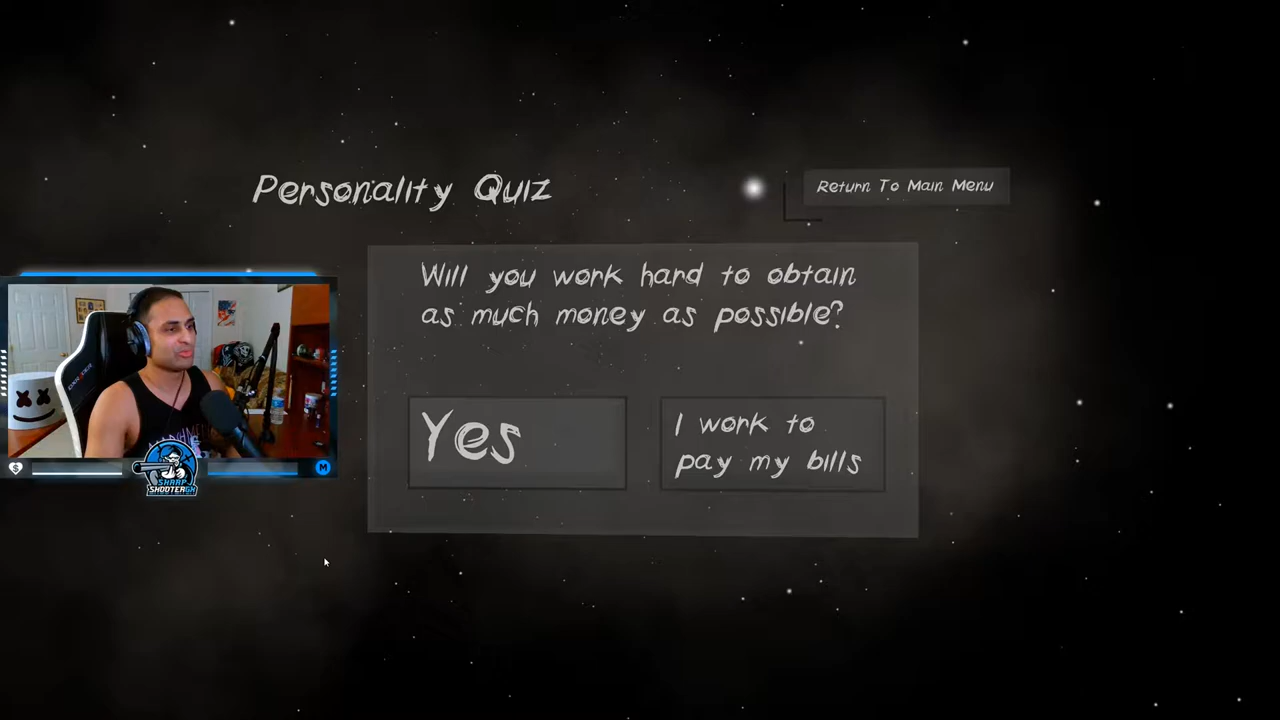 Personality Quiz
Return To Main Menu
Will you work hard to obtain
as much money as possible?
Yes
I work to
pay my bills
SHARP
SHOOTERGX
M